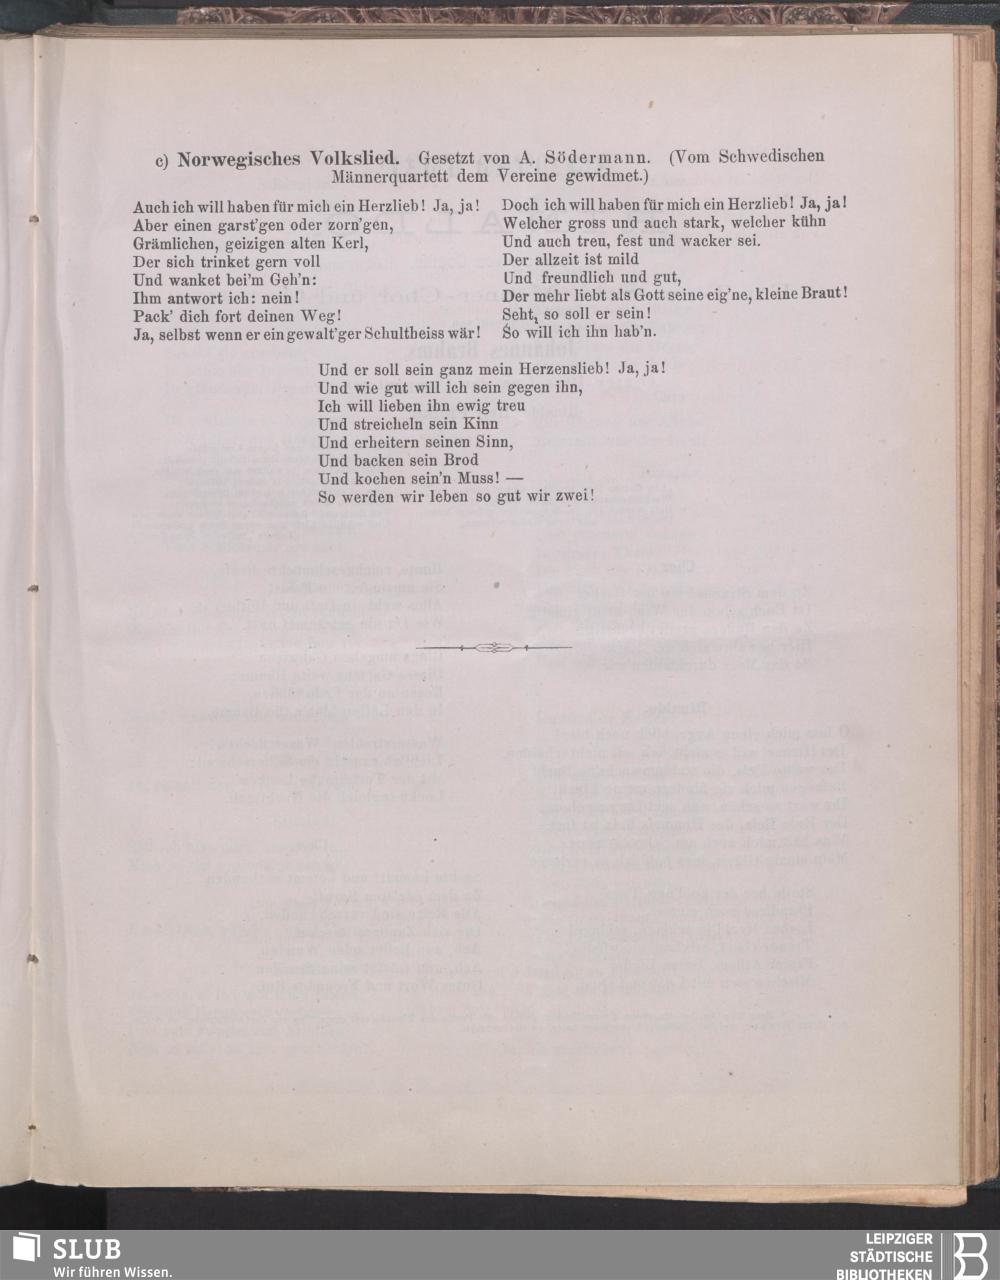 c) Norwegisches Volkslied. Gesetzt von A. Södermann. (Vom Schwedischen
Männerquartett dem Vereine gewidmet.)
Auch ich will haben für mich ein Herzlieb! Ja, ja!
Aber einen garst'gen oder zorn'gen,
Grämlichen, geizigen alten Kerl,
Der sich trinket gern voll
Und wanket bei'm Geh'n:
Ihm antwort ich: nein!
Pack' dich fort deinen Weg!
Ja, selbst wenn er ein gewalt'ger Schultheiss wär!
Doch ich will haben für mich ein Herzlieb! Ja, ja!
Welcher gross und auch stark, welcher kühn
Und auch treu, fest und wacker sei.
Der allzeit ist mild
Und freundlich und gut,
Der mehr liebt als Gott seine eig'ne, kleine Braut!
Seht, so soll er sein!
So will ich ihn hab'n.
Und er soll sein ganz mein Herzenslieb! Ja, ja!
Und wie gut will ich sein gegen ihn,
Ich will lieben ihn ewig treu
Und streicheln sein Kinn
Und erheitern seinen Sinn,
Und backen sein Brod
Und kochen sein'n Muss! —
So werden wir leben so gut wir zwei!
SLUB
Wir führen Wissen.
LEIPZIGER
STÄDTISCHE
BIBLIOTHEKEN